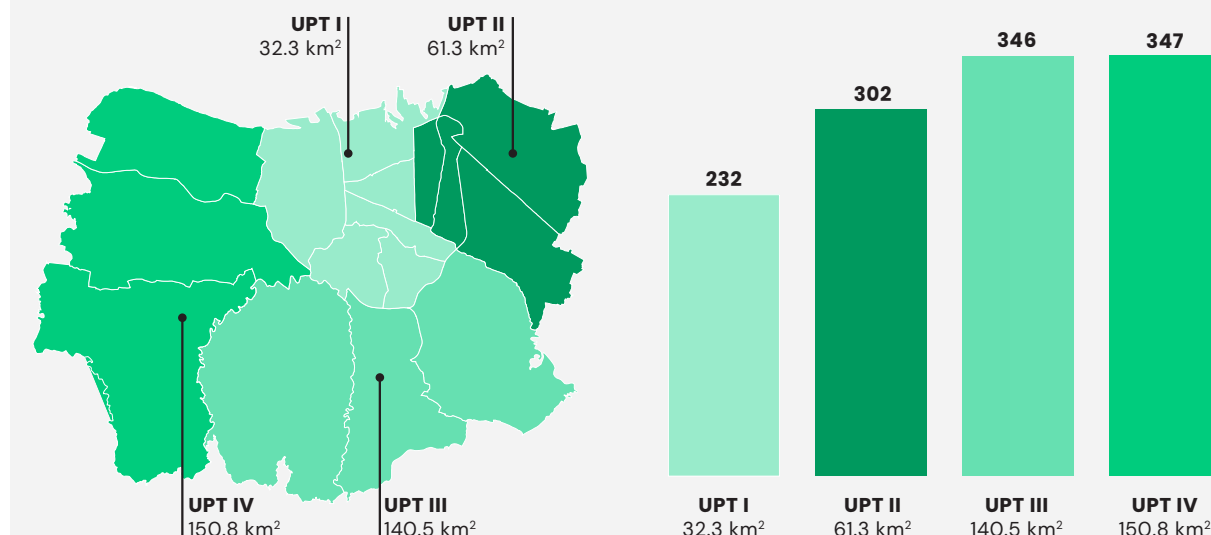 UPT I
32.3 km²
UPT II
61.3 km²
UPT IV
150.8 km²
UPT III
140.5 km²
232
302
346
347
UPT I
32.3 km²
UPT II
61.3 km²
UPT III
140.5 km²
UPT IV
150.8 km²